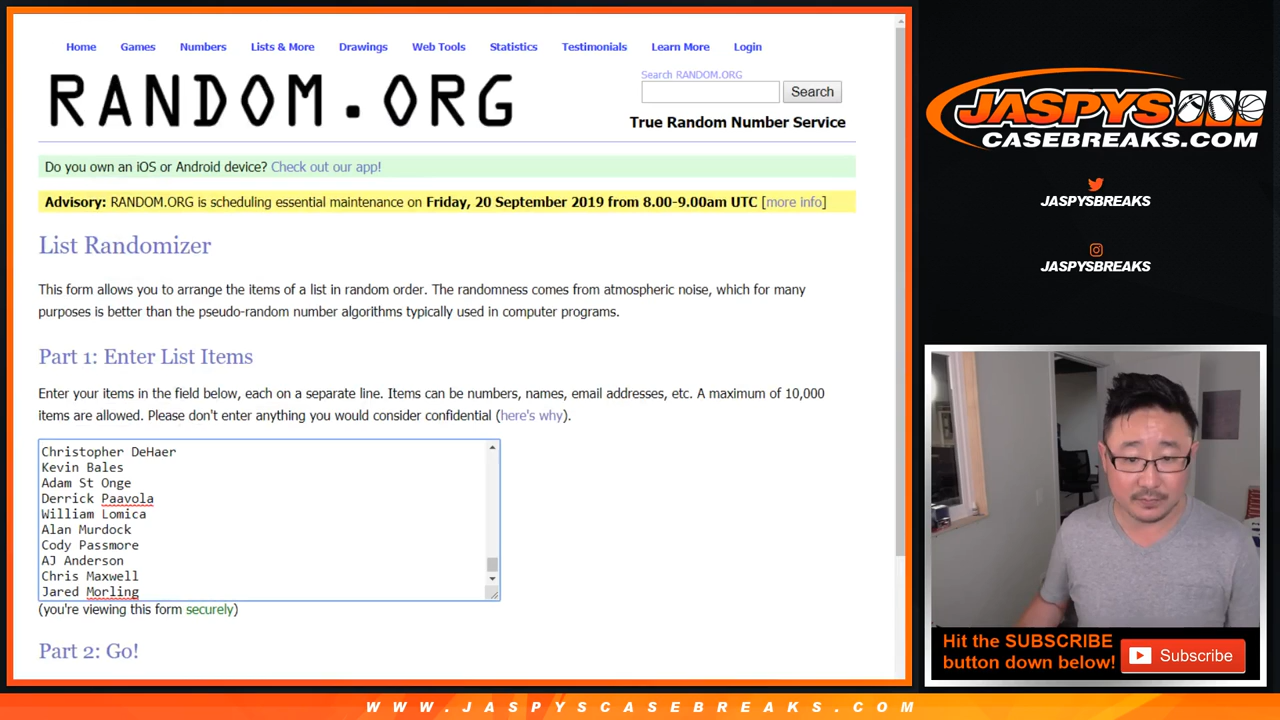 Home Games Numbers Lists & More Drawings Web Tools Statistics Testimonials Learn More Login
RANDOM.ORG
Search RANDOM.ORG
Search
True Random Number Service
Do you own an iOS or Android device? Check out our app!
Advisory: RANDOM.ORG is scheduling essential maintenance on Friday, 20 September 2019 from 8.00-9.00am UTC [more info]
List Randomizer
This form allows you to arrange the items of a list in random order. The randomness comes from atmospheric noise, which for many
purposes is better than the pseudo-random number algorithms typically used in computer programs.
Part 1: Enter List Items
Enter your items in the field below, each on a separate line. Items can be numbers, names, email addresses, etc. A maximum of 10,000
items are allowed. Please don't enter anything you would consider confidential (here's why).
Christopher DeHaer
Kevin Bales
Adam St Onge
Derrick Paavola
William Lomica
Alan Murdock
Cody Passmore
AJ Anderson
Chris Maxwell
Jared Morling
(you're viewing this form securely)
Part 2: Go!
JASPYS
CASEBREAKS.COM
JASPYSBREAKS
JASPYSBREAKS
Hit the SUBSCRIBE
button down below!
Subscribe
WWW.JASPYSCASEBREAKS.COM